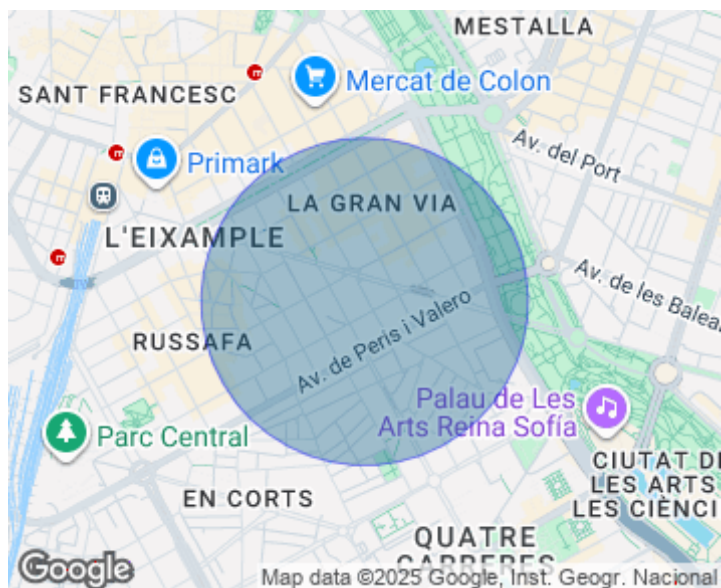 MESTALLA
SANT FRANCESC
Mercat de Colon
Av. del Port
Primark
LA GRAN VIA
L'EIXAMPLE
Av. de les Balea
RUSSAFA
Av. de Peris i Valero
Palau de Les
Arts Reina Sofía
Parc Central
CIUTAT DE
LES ARTS
LES CIÈNCI
EN CORTS
QUATRE
CARRERES
Google
Map data ©2025 Google, Inst. Geogr. Nacional